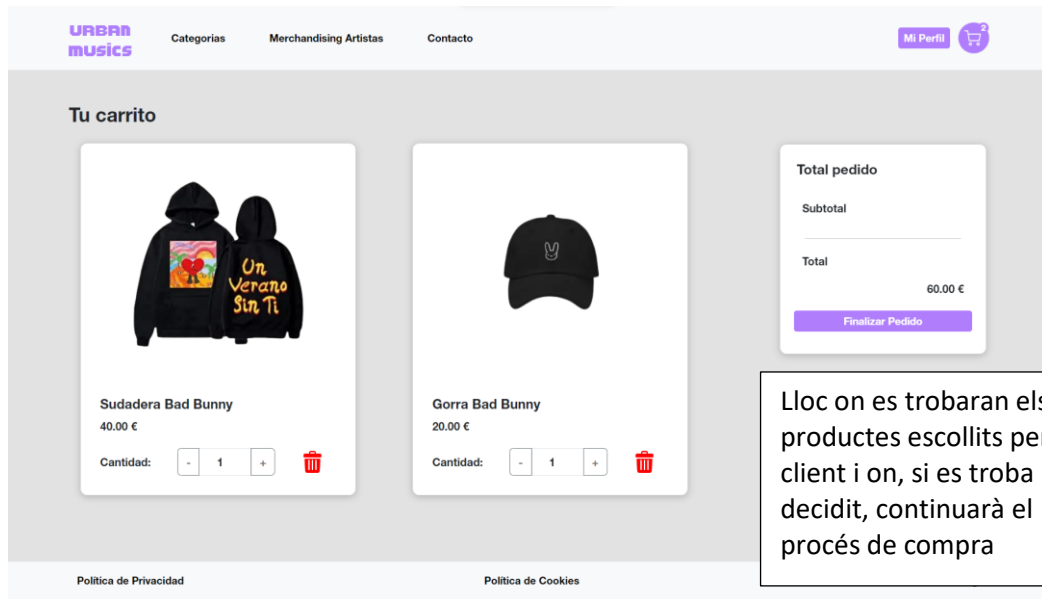 URBAN
musics
Categorias
Merchandising Artistas
Contacto
Mi Perfil
2
Tu carrito
Un
Verano
Sin Ti
Sudadera Bad Bunny
40.00 €
Cantidad:
- 1 +
Gorra Bad Bunny
20.00 €
Cantidad:
- 1 +
Total pedido
Subtotal
Total
60.00 €
Finalizar Pedido
Lloc on es trobaran els
productes escollits per
client i on, si es troba
decidit, continuarà el
procés de compra
Política de Privacidad
Política de Cookies